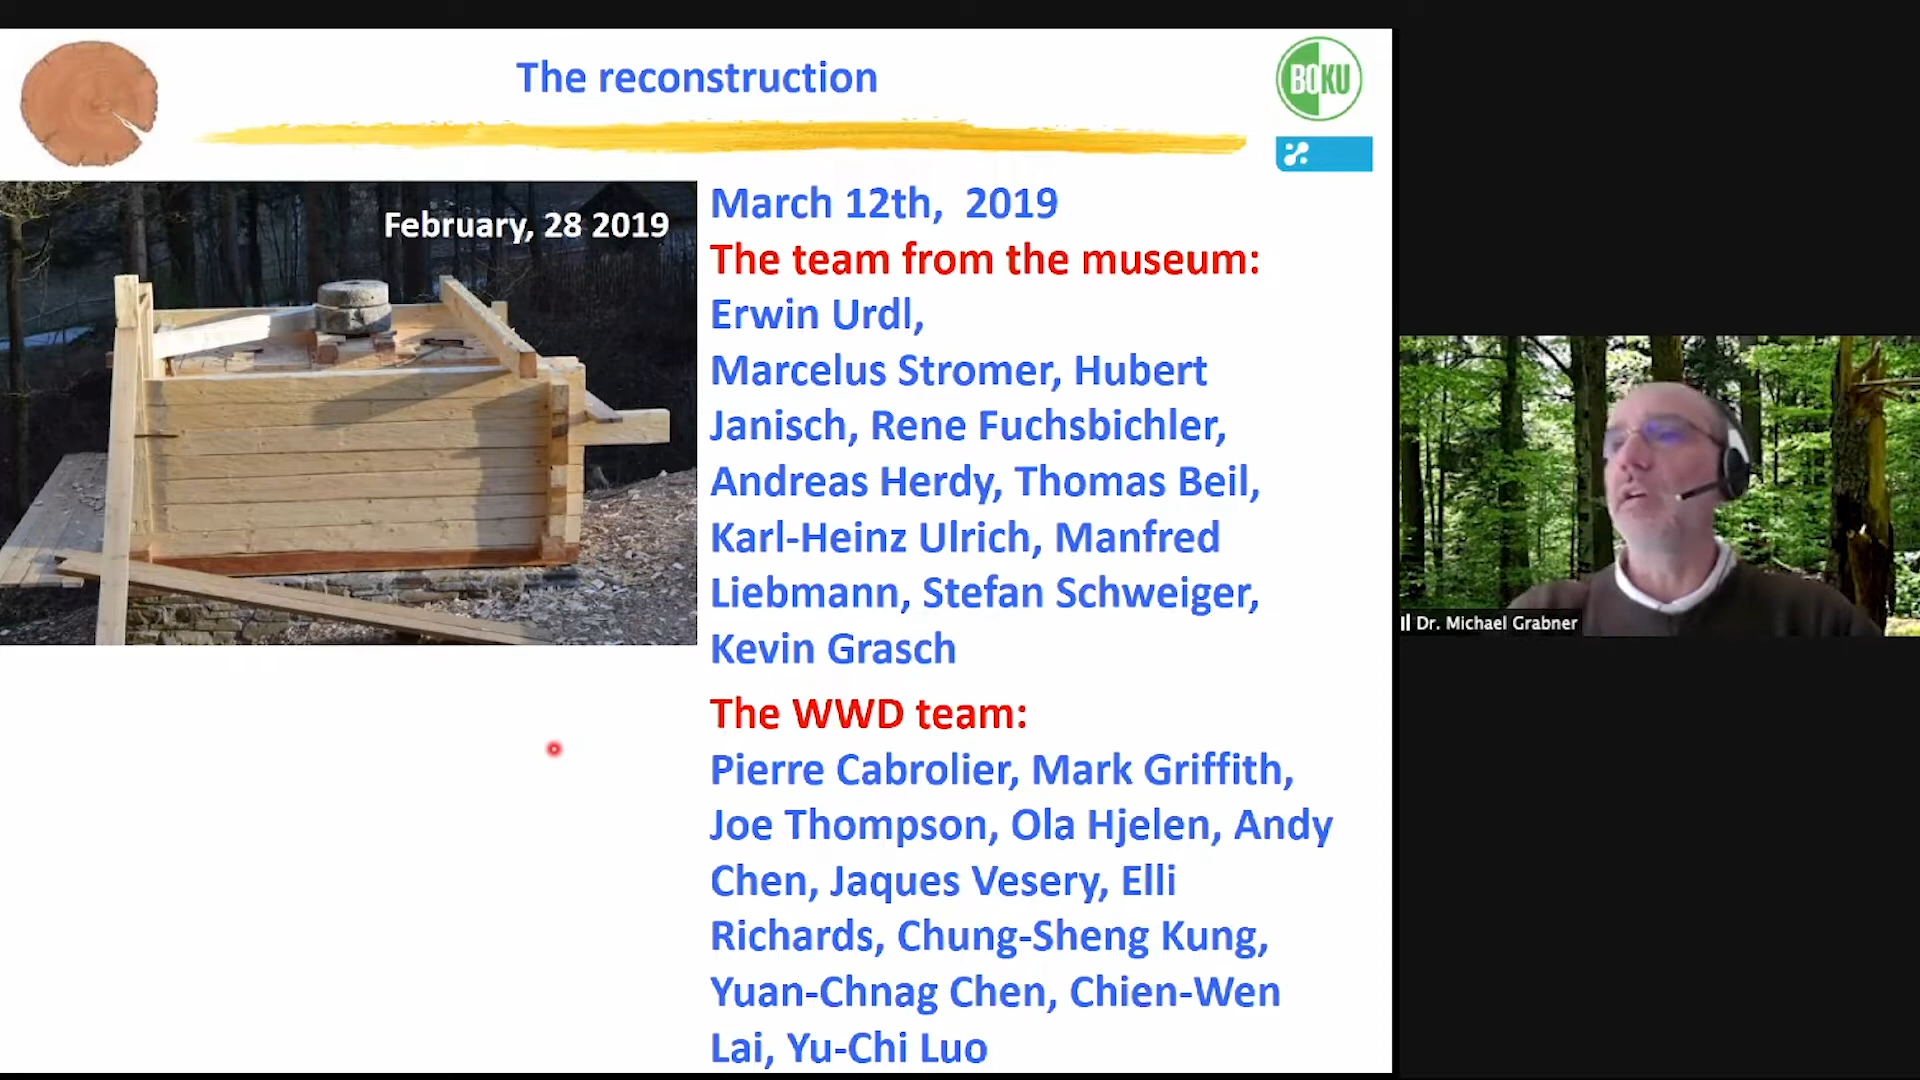 The reconstruction
BOKU
February, 28 2019
March 12th, 2019
The team from the museum:
Erwin Urdl,
Marcelus Stromer, Hubert
Janisch, Rene Fuchsbichler,
Andreas Herdy, Thomas Beil,
Karl-Heinz Ulrich, Manfred
Liebmann, Stefan Schweiger,
Kevin Grasch
The WWD team:
Pierre Cabrolier, Mark Griffith,
Joe Thompson, Ola Hjelen, Andy
Chen, Jaques Vesery, Elli
Richards, Chung-Sheng Kung,
Yuan-Chnag Chen, Chien-Wen
Lai, Yu-Chi Luo
Dr. Michael Grabner